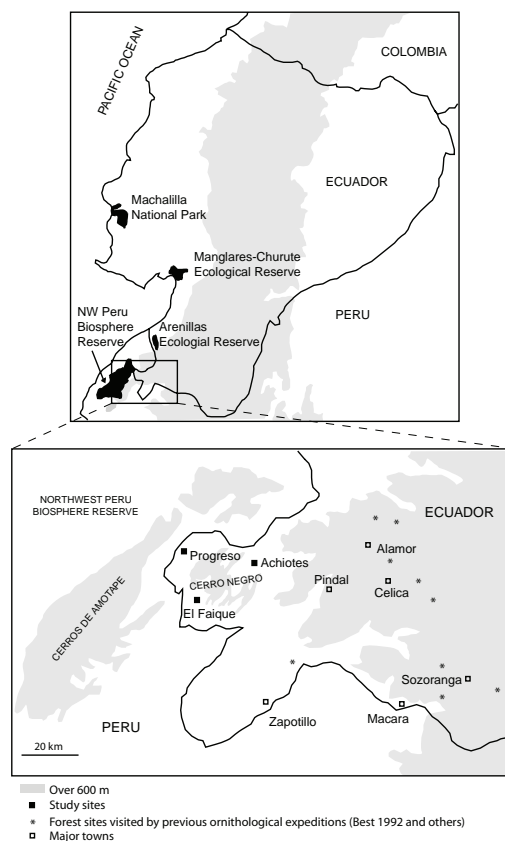 PACIFIC OCEAN
COLOMBIA
ECUADOR
Machalilla
National Park
Manglares-Churute
Ecological Reserve
PERU
NW Peru
Biosphere
Reserve
Arenillas
Ecologial Reserve
NORTHWEST PERU
BIOSPHERE RESERVE
ECUADOR
Progreso
Achiotes
Alamor
CERRO NEGRO
Pindal
Celica
El Faique
CERROS DE AMOTAPE
Sozoranga
PERU
Zapotillo
Macara
20 km
Over 600 m
Study sites
Forest sites visited by previous ornithological expeditions (Best 1992 and others)
Major towns